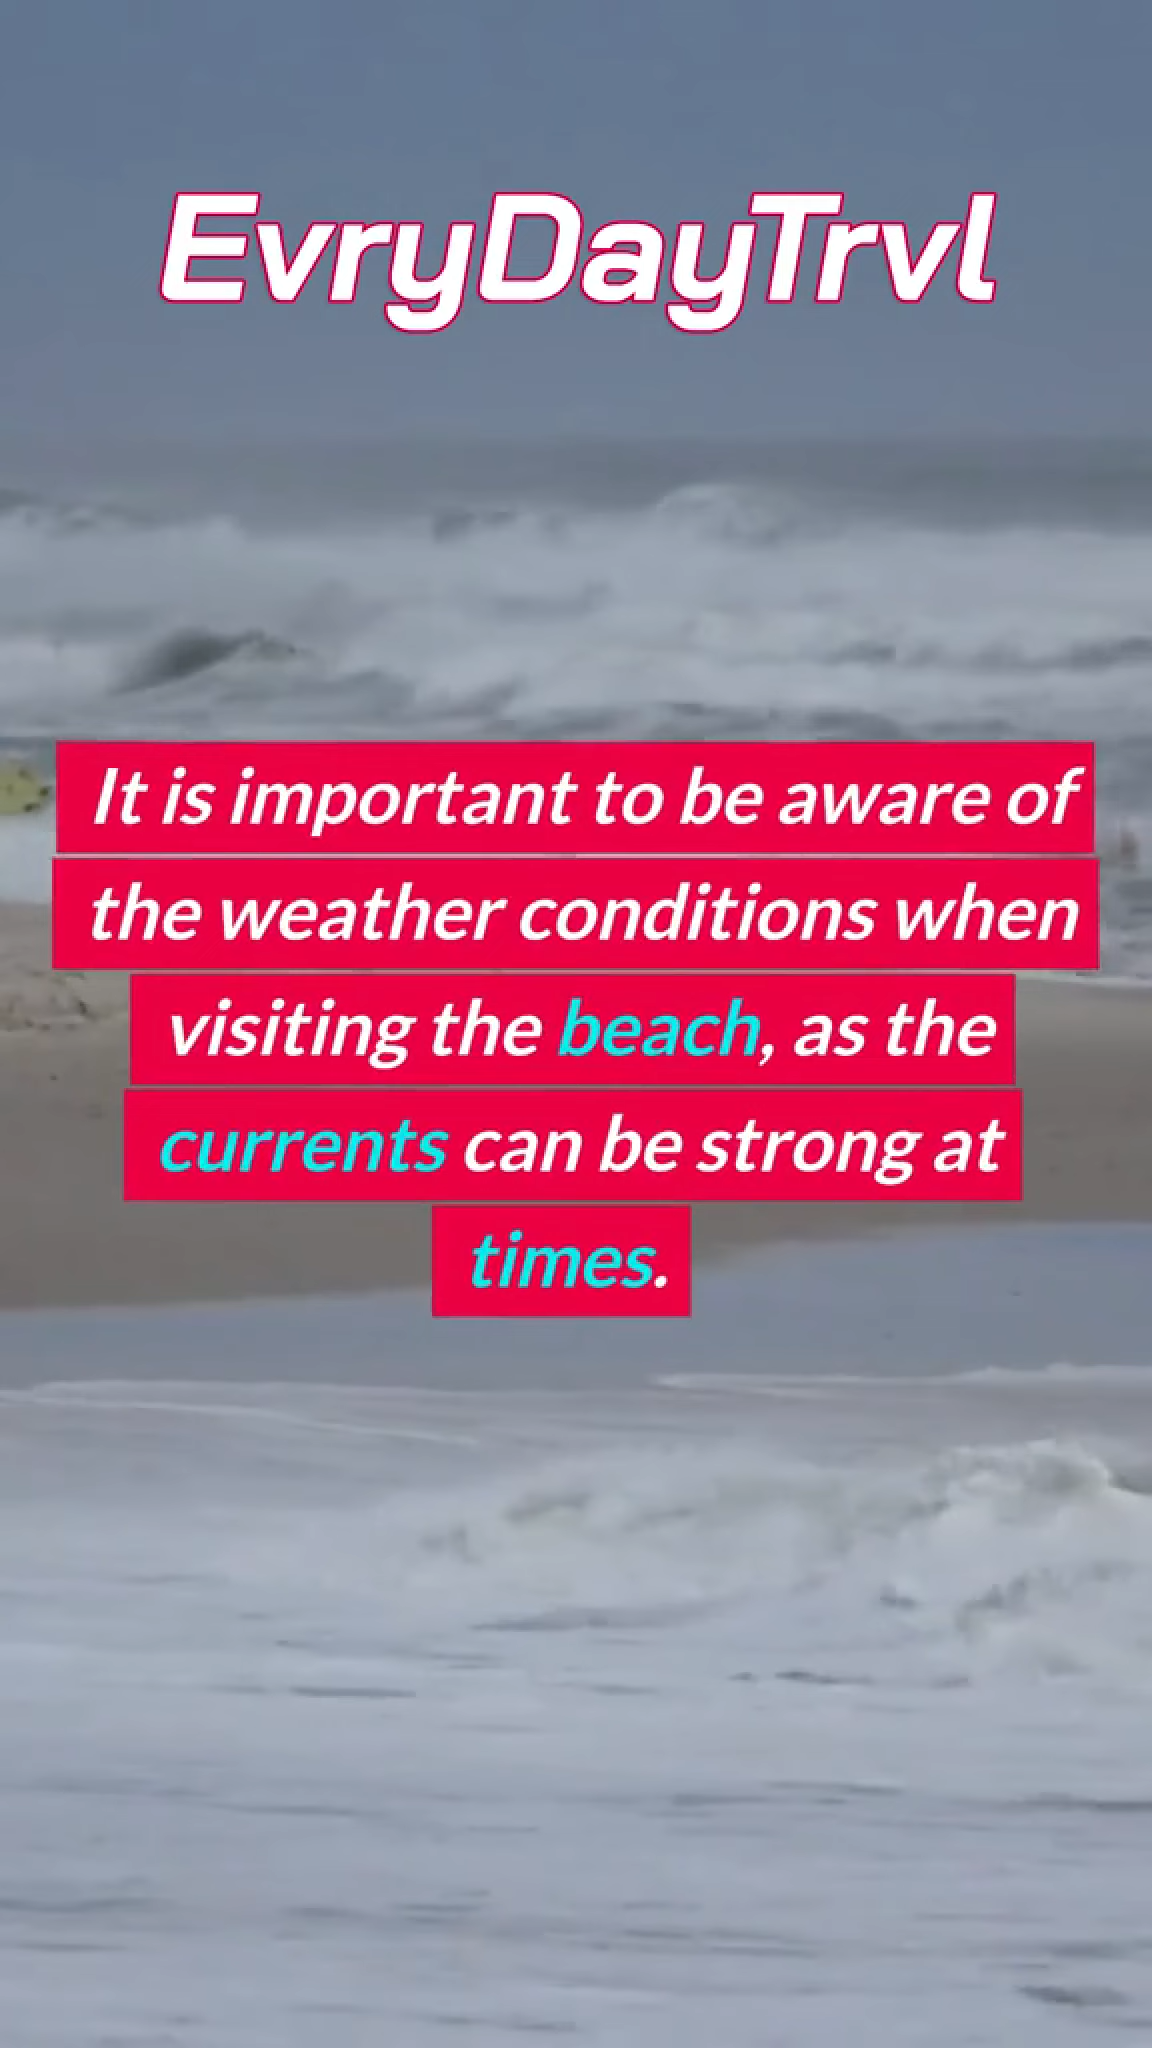 EvryDayTrvl
It is important to be aware of
the weather conditions when
visiting the beach, as the
currents can be strong at
times.